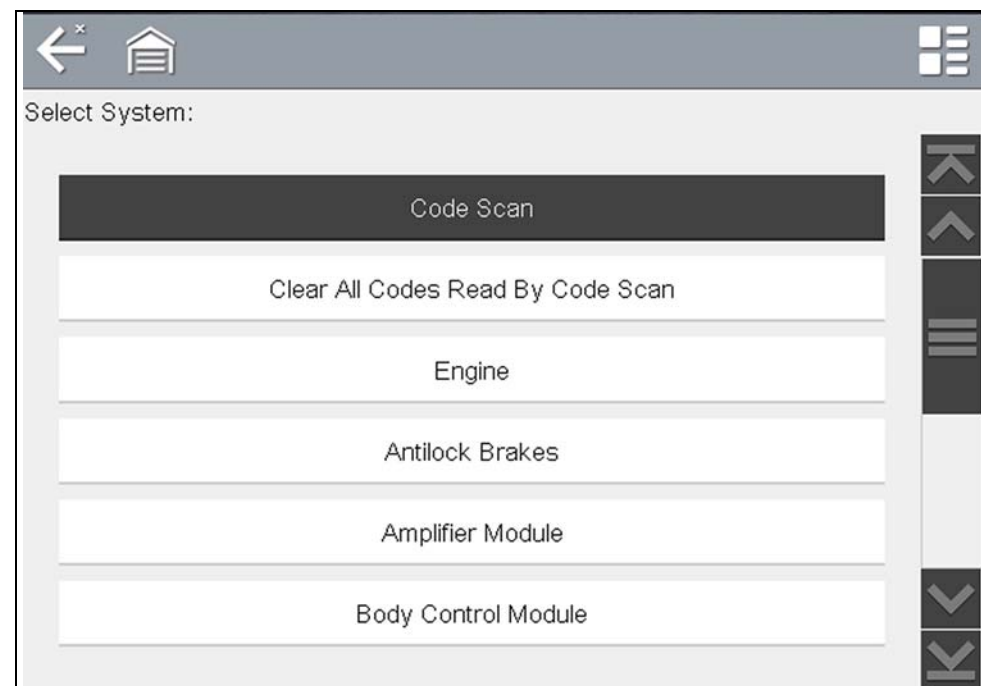 Select System:
Code Scan
Clear All Codes Read By Code Scan
Engine
Antilock Brakes
Amplifier Module
Body Control Module